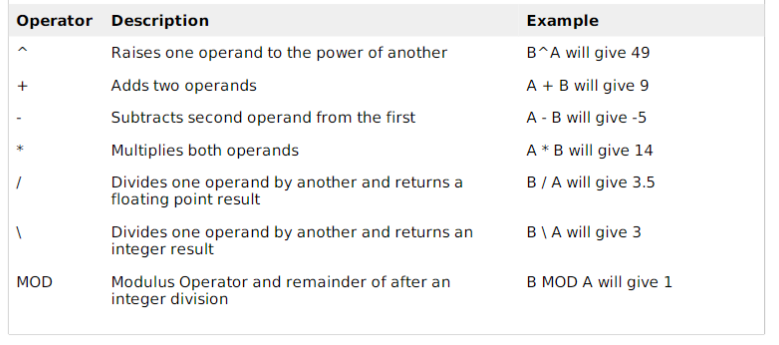 Operator Description Example
^ Raises one operand to the power of another B^A will give 49
+ Adds two operands A + B will give 9
- Subtracts second operand from the first A - B will give -5
* Multiplies both operands A * B will give 14
/ Divides one operand by another and returns a B / A will give 3.5
floating point result
\ Divides one operand by another and returns an B \ A will give 3
integer result
MOD Modulus Operator and remainder of after an B MOD A will give 1
integer division